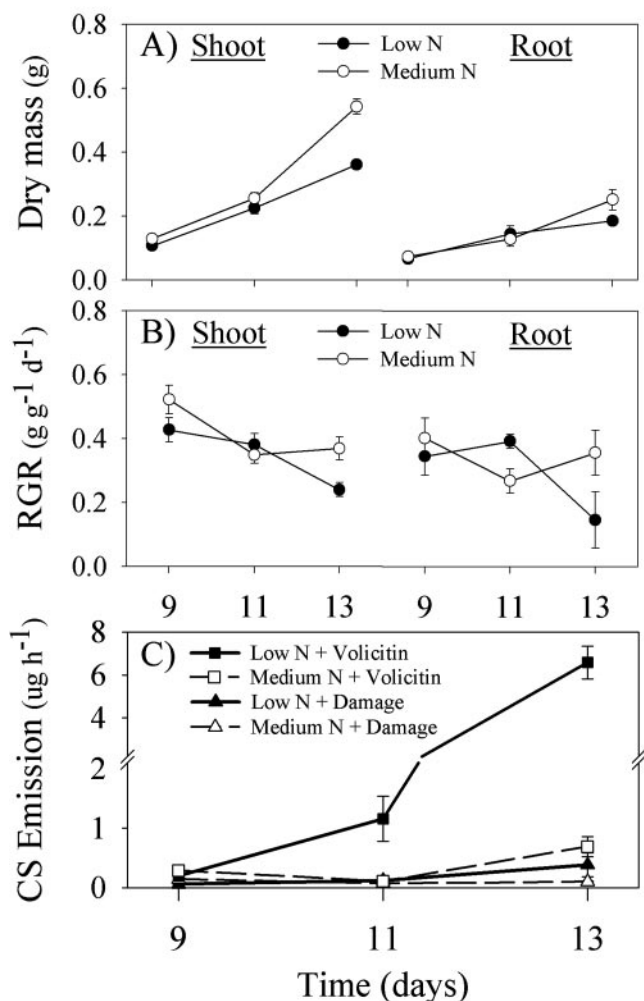 A) Shoot
Low N
Medium N
Root
Dry mass (g)
0.8
0.6
0.4
0.2
0.0
B) Shoot
Low N
Medium N
Root
RGR (g g⁻¹ d⁻¹)
0.8
0.6
0.4
0.2
0.0
9 11 13 9 11 13
C)
Low N + Volicitin
Medium N + Volicitin
Low N + Damage
Medium N + Damage
CS Emission (ug h⁻¹)
8
6
4
2
1
0
9 11 13
Time (days)